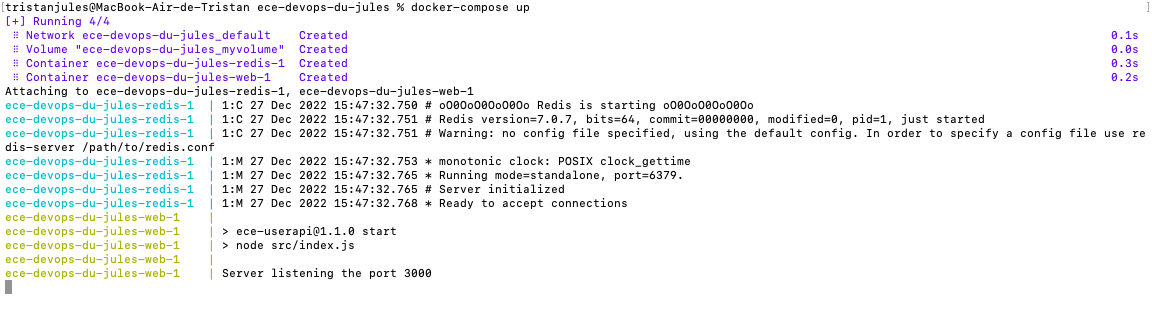 [tristanjules@MacBook-Air-de-Tristan ece-devops-du-jules % docker-compose up ]
[+] Running 4/4
⠿ Network ece-devops-du-jules_default Created 0.1s
⠿ Volume "ece-devops-du-jules_myvolume" Created 0.0s
⠿ Container ece-devops-du-jules-redis-1 Created 0.3s
⠿ Container ece-devops-du-jules-web-1 Created 0.2s
Attaching to ece-devops-du-jules-redis-1, ece-devops-du-jules-web-1
ece-devops-du-jules-redis-1 | 1:C 27 Dec 2022 15:47:32.750 # oO0OoO0OoO0Oo Redis is starting oO0OoO0OoO0Oo
ece-devops-du-jules-redis-1 | 1:C 27 Dec 2022 15:47:32.751 # Redis version=7.0.7, bits=64, commit=00000000, modified=0, pid=1, just started
ece-devops-du-jules-redis-1 | 1:C 27 Dec 2022 15:47:32.751 # Warning: no config file specified, using the default config. In order to specify a config file use re
dis-server /path/to/redis.conf
ece-devops-du-jules-redis-1 | 1:M 27 Dec 2022 15:47:32.753 * monotonic clock: POSIX clock_gettime
ece-devops-du-jules-redis-1 | 1:M 27 Dec 2022 15:47:32.765 * Running mode=standalone, port=6379.
ece-devops-du-jules-redis-1 | 1:M 27 Dec 2022 15:47:32.765 # Server initialized
ece-devops-du-jules-redis-1 | 1:M 27 Dec 2022 15:47:32.768 * Ready to accept connections
ece-devops-du-jules-web-1 |
ece-devops-du-jules-web-1 | > ece-userapi@1.1.0 start
ece-devops-du-jules-web-1 | > node src/index.js
ece-devops-du-jules-web-1 |
ece-devops-du-jules-web-1 | Server listening the port 3000